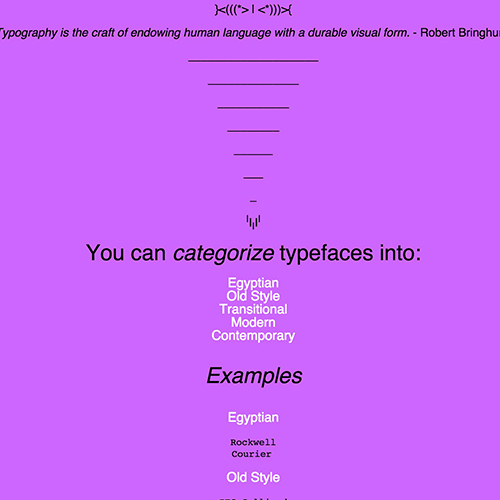 }<(((*> | <*)))>{
Typography is the craft of endowing human language with a durable visual form. - Robert
You can categorize typefaces into:
Egyptian
Old Style
Transitional
Modern
Contemporary
Examples
Egyptian
Rockwell
Courier
Old Style